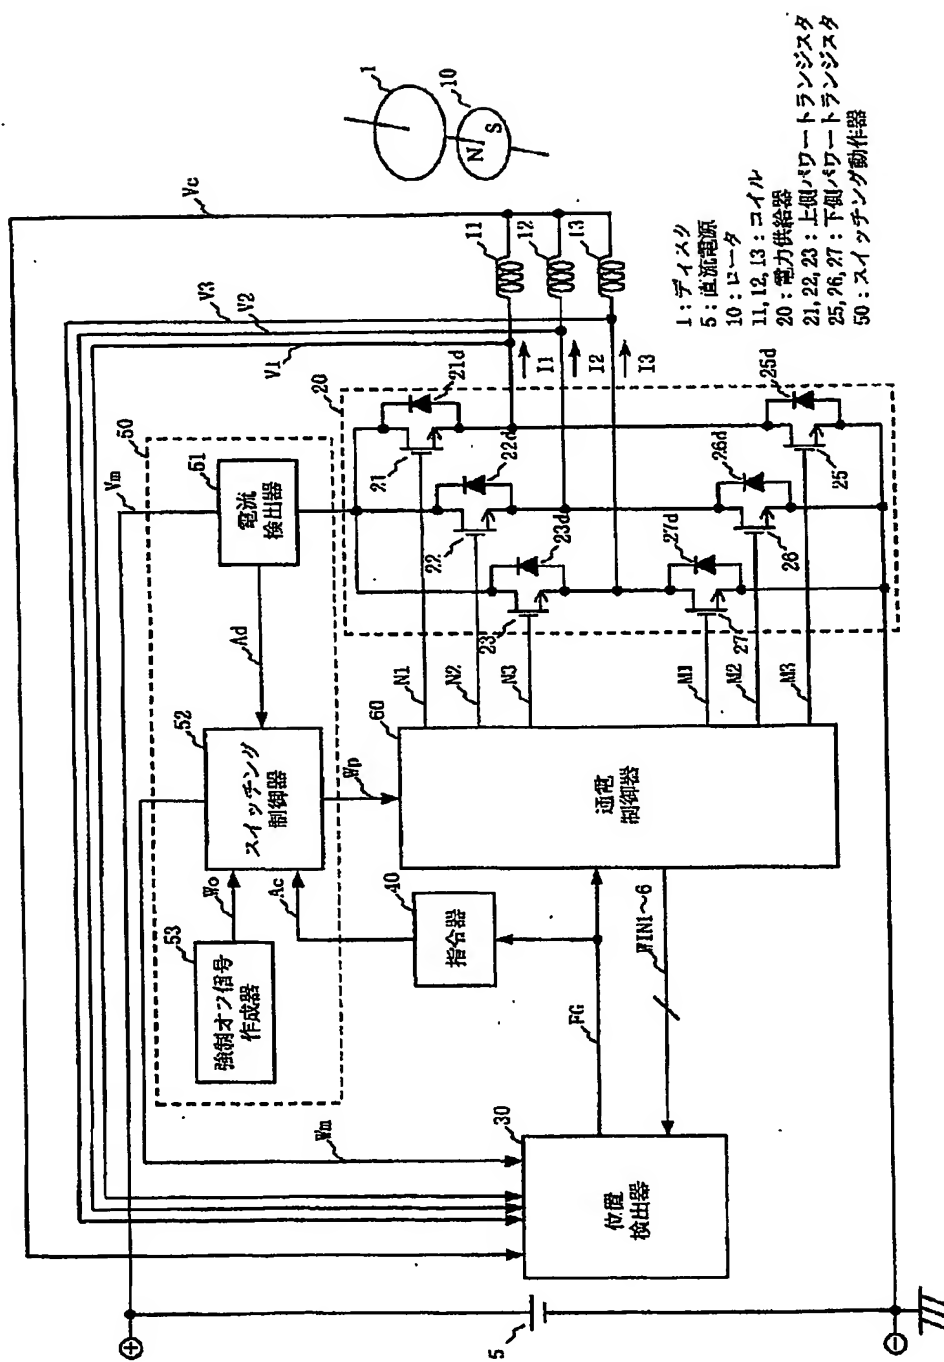 Vc
V3
V2
V1
Vm
1
10
N
S
11
12
13
I1
I2
I3
50
51
電流
検出器
Ad
52
スイッチング
制御器
Wo
Ac
53
強制オフ信号
作成器
Wm
Wp
20
21
21d
22
22d
23
23d
25
25d
26
26d
27
27d
N1
N2
N3
M1
M2
M3
60
通電
制御器
40
指令器
FG
WIN1～6
30
位置
検出器
5
+
-
1：ディスク
5：直流電源
10：ロータ
11,12,13：コイル
20：電力供給器
21,22,23：上側パワートランジスタ
25,26,27：下側パワートランジスタ
50：スイッチング動作器